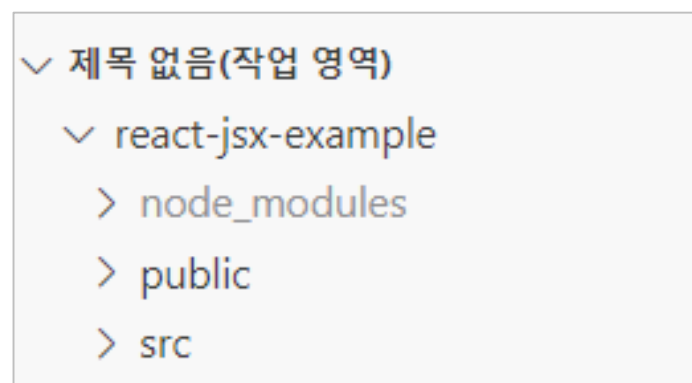 제목 없음(작업 영역)
react-jsx-example
node_modules
public
src